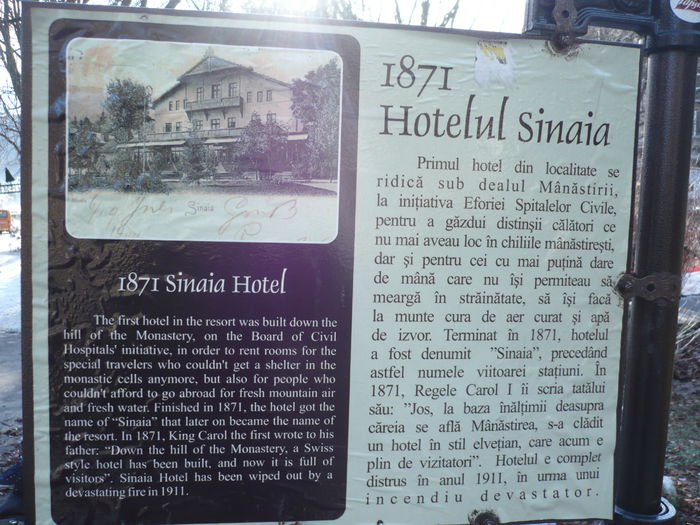 Sinaia
1871 Sinaia Hotel
The first hotel in the resort was built down the
hill of the Monastery, on the Board of Civil
Hospitals' initiative, in order to rent rooms for the
special travelers who couldn't get a shelter in the
monastic cells anymore, but also for people who
couldn't afford to go abroad for fresh mountain air
and fresh water. Finished in 1871, the hotel got the
name of "Sinaia" that later on became the name of
the resort. In 1871, King Carol the first wrote to his
father: "Down the hill of the Monastery, a Swiss
style hotel has been built, and now it is full of
visitors". Sinaia Hotel has been wiped out by a
devastating fire in 1911.
1871
Hotelul Sinaia
Primul hotel din localitate se
ridică sub dealul Mânăstirii,
la inițiativa Eforiei Spitalelor Civile,
pentru a găzdui distinșii călători ce
nu mai aveau loc în chiliile mânăstirești,
dar și pentru cei cu mai puțină dare
de mână care nu își permiteau să
meargă în străinătate, să își facă
la munte cura de aer curat și apă
de izvor. Terminat în 1871, hotelul
a fost denumit "Sinaia", precedând
astfel numele viitoarei stațiuni. În
1871, Regele Carol I îi scria tatălui
său: "Jos, la baza înălțimii deasupra
căreia se află Mânăstirea, s-a clădit
un hotel în stil elvețian, care acum e
plin de vizitatori". Hotelul e complet
distrus în anul 1911, în urma unui
incendiu devastator.